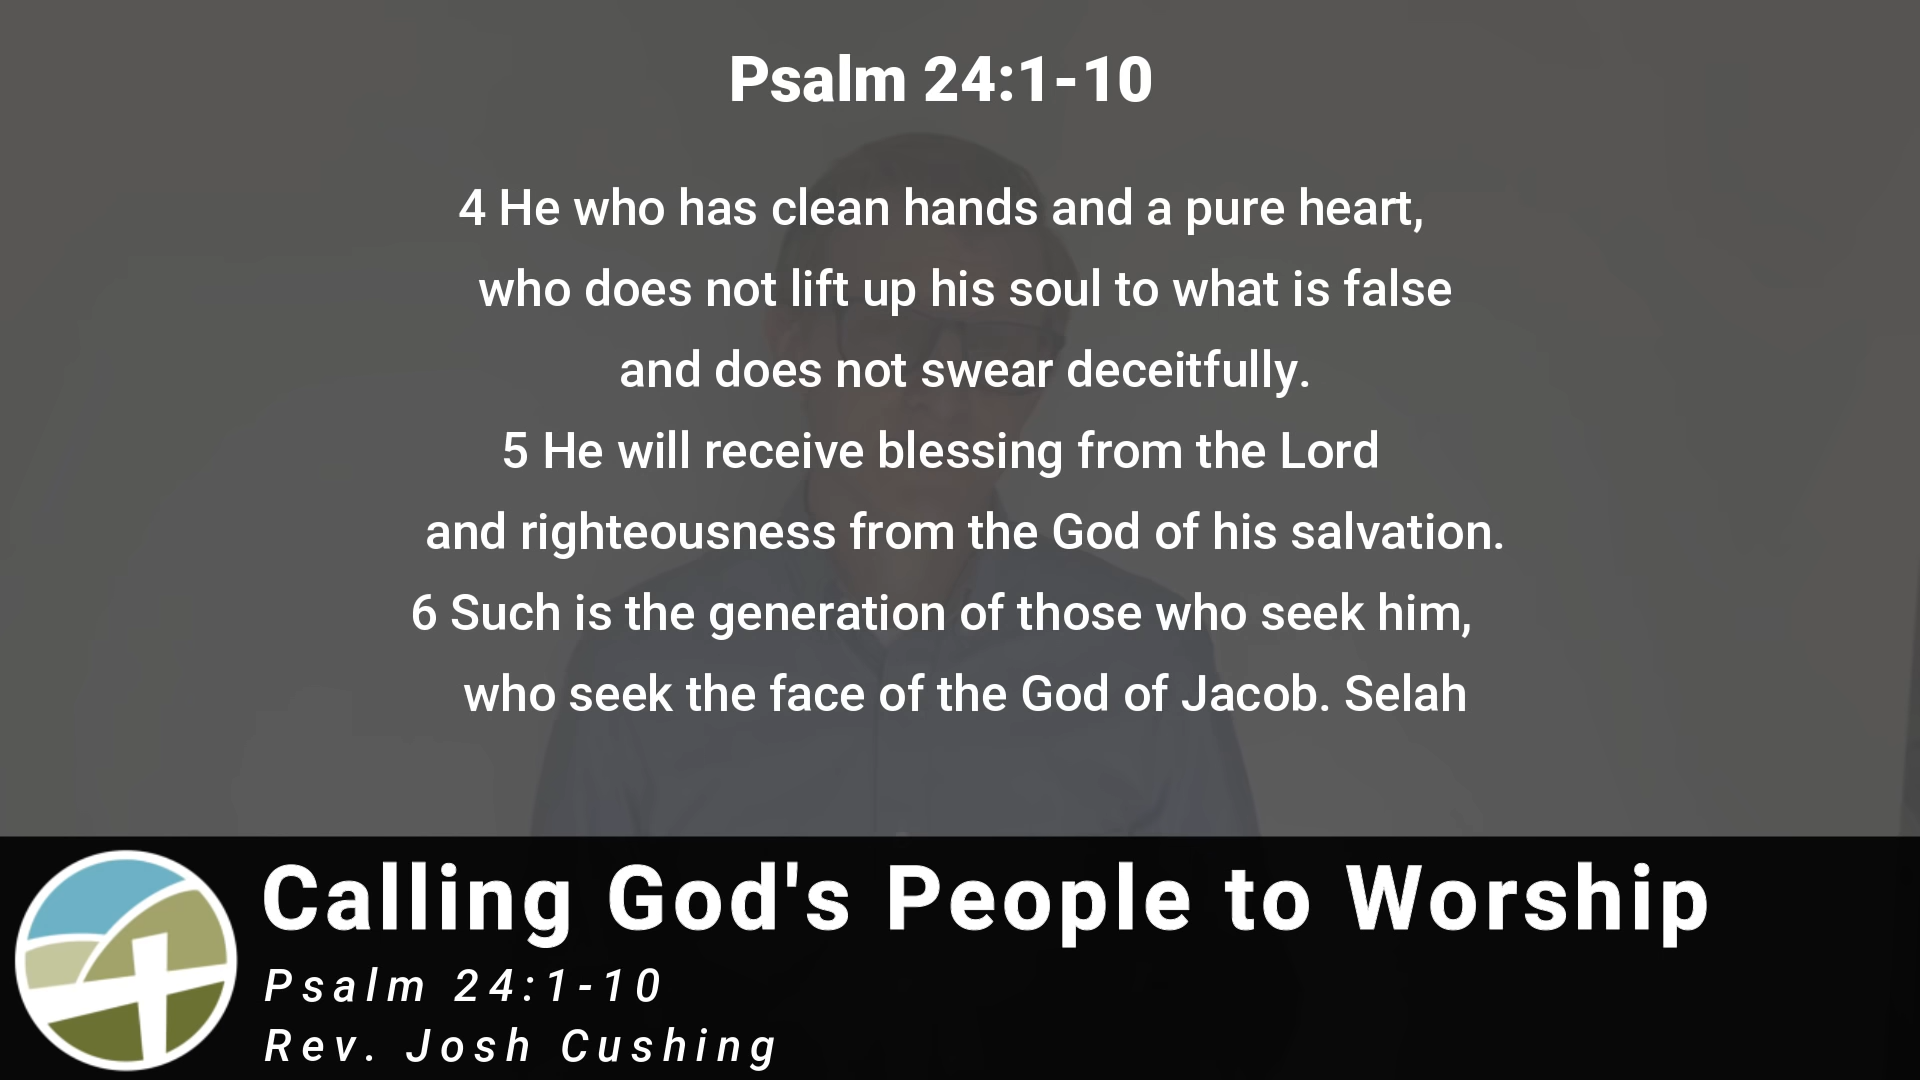 Psalm 24:1-10
4 He who has clean hands and a pure heart,
who does not lift up his soul to what is false
and does not swear deceitfully.
5 He will receive blessing from the Lord
and righteousness from the God of his salvation.
6 Such is the generation of those who seek him,
who seek the face of the God of Jacob. Selah
Calling God's People to Worship
Psalm 24:1-10
Rev. Josh Cushing